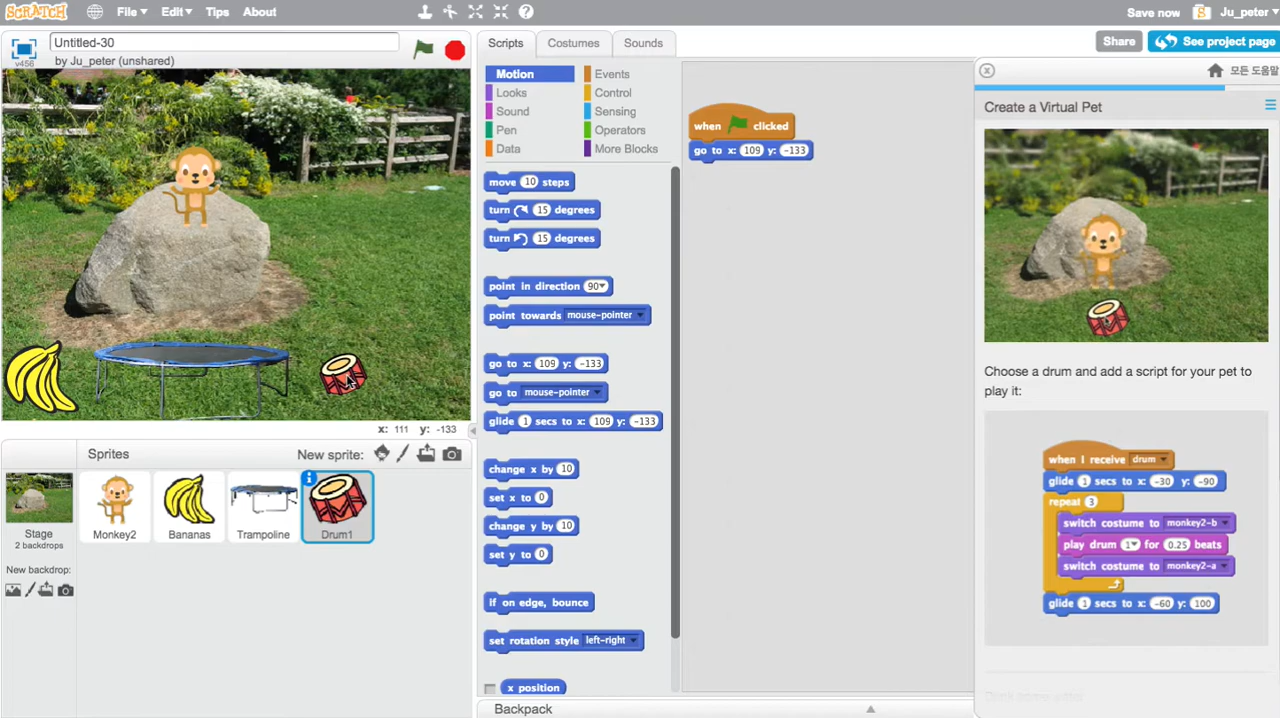 SCRATCH File Edit Tips About Save now Ju_peter
v456
Untitled-30
by Ju_peter (unshared)
Share See project page
Scripts Costumes Sounds
Motion Events
Looks Control
Sound Sensing
Pen Operators
Data More Blocks
move 10 steps
turn 15 degrees
turn 15 degrees
point in direction 90
point towards mouse-pointer
go to x: 109 y: -133
go to mouse-pointer
glide 1 secs to x: 109 y: -133
change x by 10
set x to 0
change y by 10
set y to 0
if on edge, bounce
set rotation style left-right
x position
when clicked
go to x: 109 y: -133
x: 111 y: -133
Sprites New sprite:
Stage
2 backdrops
New backdrop:
Monkey2 Bananas Trampoline Drum1
Backpack
모든 도움말
Create a Virtual Pet
Choose a drum and add a script for your pet to
play it:
when I receive drum
glide 1 secs to x: -30 y: -90
repeat 3
switch costume to monkey2-b
play drum 1 for 0.25 beats
switch costume to monkey2-a
glide 1 secs to x: -60 y: 100